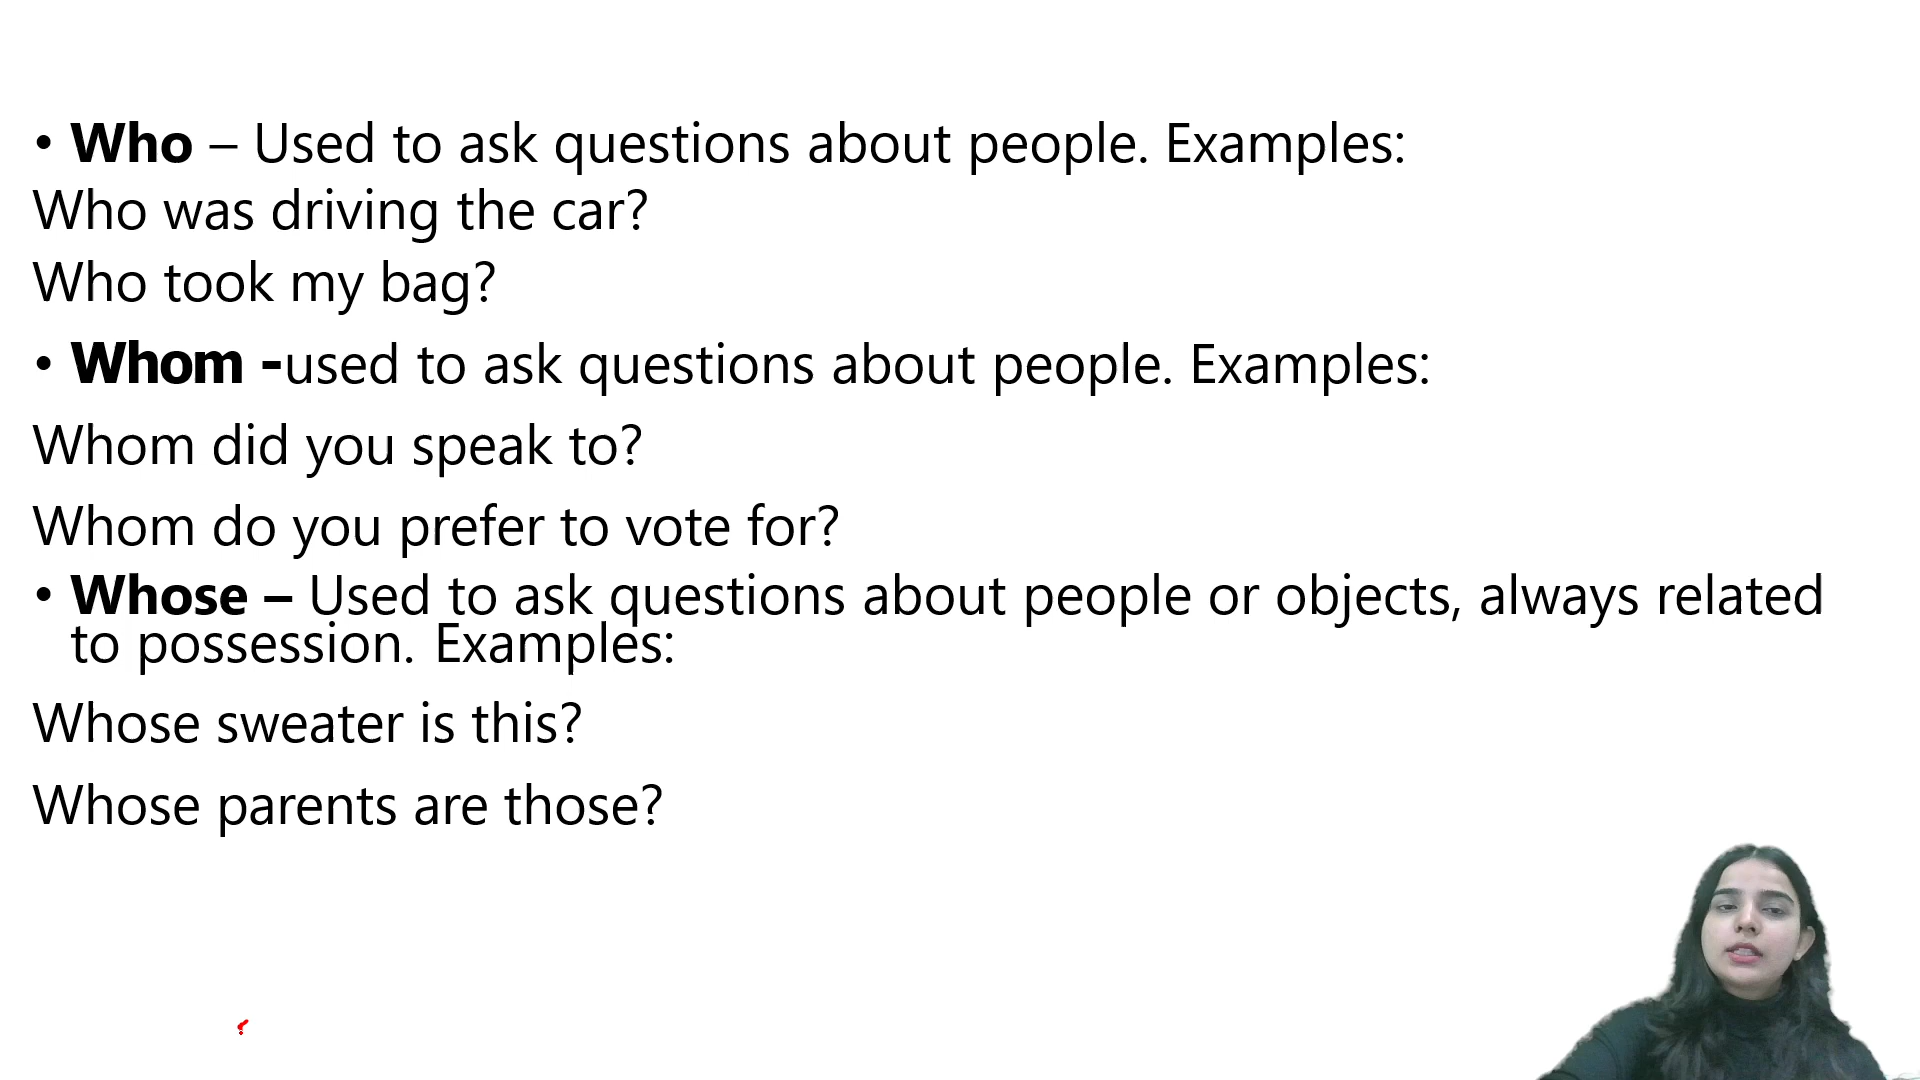 • Who – Used to ask questions about people. Examples:
Who was driving the car?
Who took my bag?
• Whom -used to ask questions about people. Examples:
Whom did you speak to?
Whom do you prefer to vote for?
• Whose – Used to ask questions about people or objects, always related
to possession. Examples:
Whose sweater is this?
Whose parents are those?